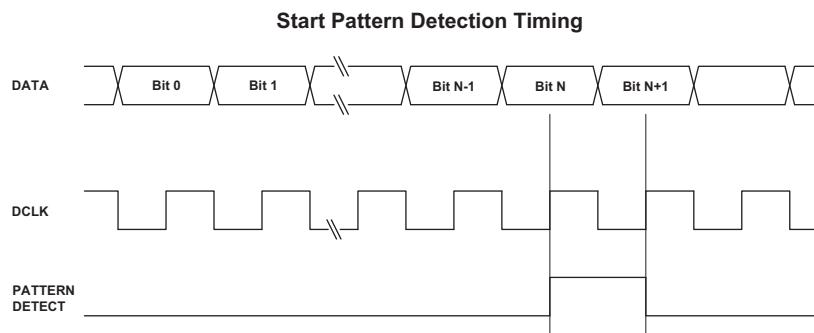 Start Pattern Detection Timing
DATA
Bit 0
Bit 1
Bit N-1
Bit N
Bit N+1
DCLK
PATTERN
DETECT